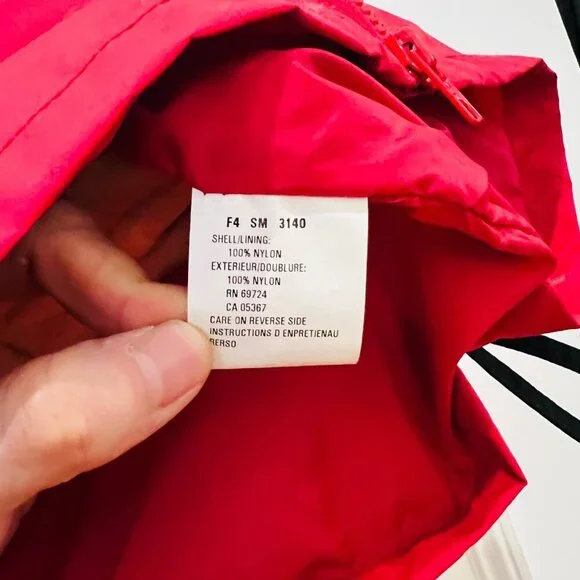 F4 SM 3140
SHELL/LINING:
100% NYLON
EXTERIEUR/DOUBLURE:
100% NYLON
RN 69724
CA 05367
CARE ON REVERSE SIDE
INSTRUCTIONS D ENPRETIENAU